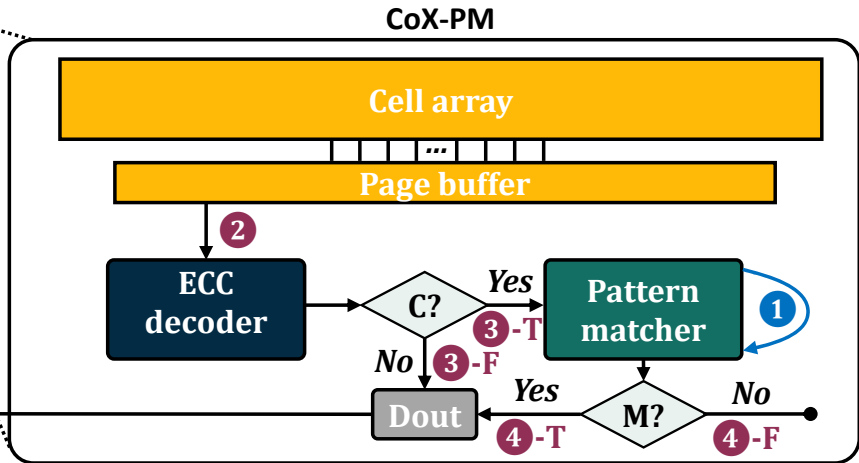 CoX-PM
Cell array
...
Page buffer
2
ECC
decoder
C?
Yes
3-T
Pattern
matcher
1
No
3-F
Dout
Yes
4-T
M?
No
4-F